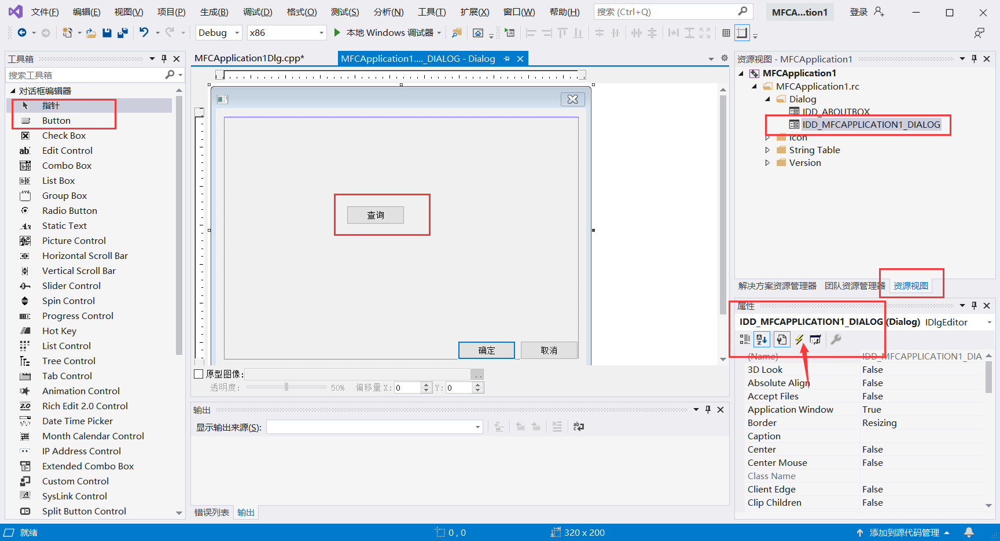 文件(F) 编辑(E) 视图(V) 项目(P) 生成(B) 调试(D) 格式(O) 测试(S) 分析(N) 工具(T) 扩展(X) 窗口(W) 帮助(H) 搜索 (Ctrl+Q) MFCA...tion1 登录
Debug x86 本地 Windows 调试器
工具箱
搜索工具箱
对话框编辑器
指针
Button
Check Box
Edit Control
Combo Box
List Box
Group Box
Radio Button
Static Text
Picture Control
Horizontal Scroll Bar
Vertical Scroll Bar
Slider Control
Spin Control
Progress Control
Hot Key
List Control
Tree Control
Tab Control
Animation Control
Rich Edit 2.0 Control
Date Time Picker
Month Calendar Control
IP Address Control
Extended Combo Box
Custom Control
SysLink Control
Split Button Control
MFCApplication1Dlg.cpp* MFCApplication1...._DIALOG - Dialog
查询
确定 取消
原型图像: ..
透明度: 50% 偏移量 X: 0 Y: 0
输出
显示输出来源(S):
错误列表 输出
资源视图 - MFCApplication1
MFCApplication1
MFCApplication1.rc
Dialog
IDD_ABOUTBOX
IDD_MFCAPPLICATION1_DIALOG
Icon
String Table
Version
解决方案资源管理器 团队资源管理器 资源视图
属性
IDD_MFCAPPLICATION1_DIALOG (Dialog) IDlgEditor
(Name) IDD_MFCAPPLICATION1_DIA
3D Look False
Absolute Align False
Accept Files False
Application Window True
Border Resizing
Caption
Center False
Center Mouse False
Class Name
Client Edge False
Clip Children False
就绪 0 , 0 320 x 200 添加到源代码管理